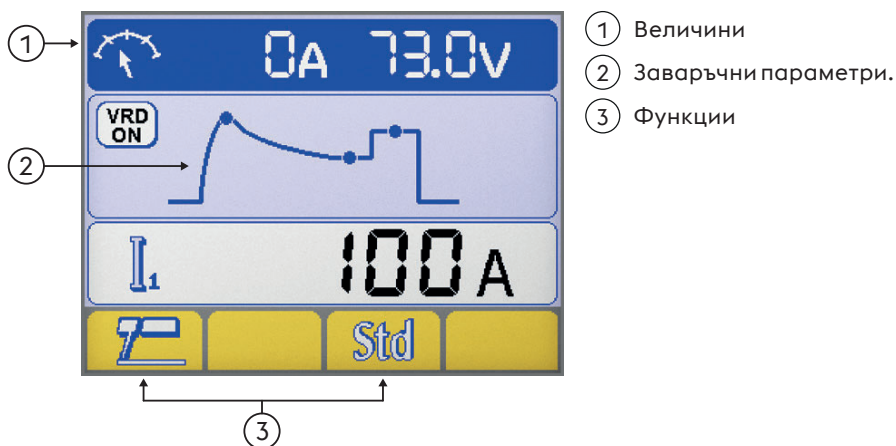 1
0A 73.0V
VRD
ON
2
I1
100A
Std
3
1 Величини
2 Заваръчни параметри.
3 Функции